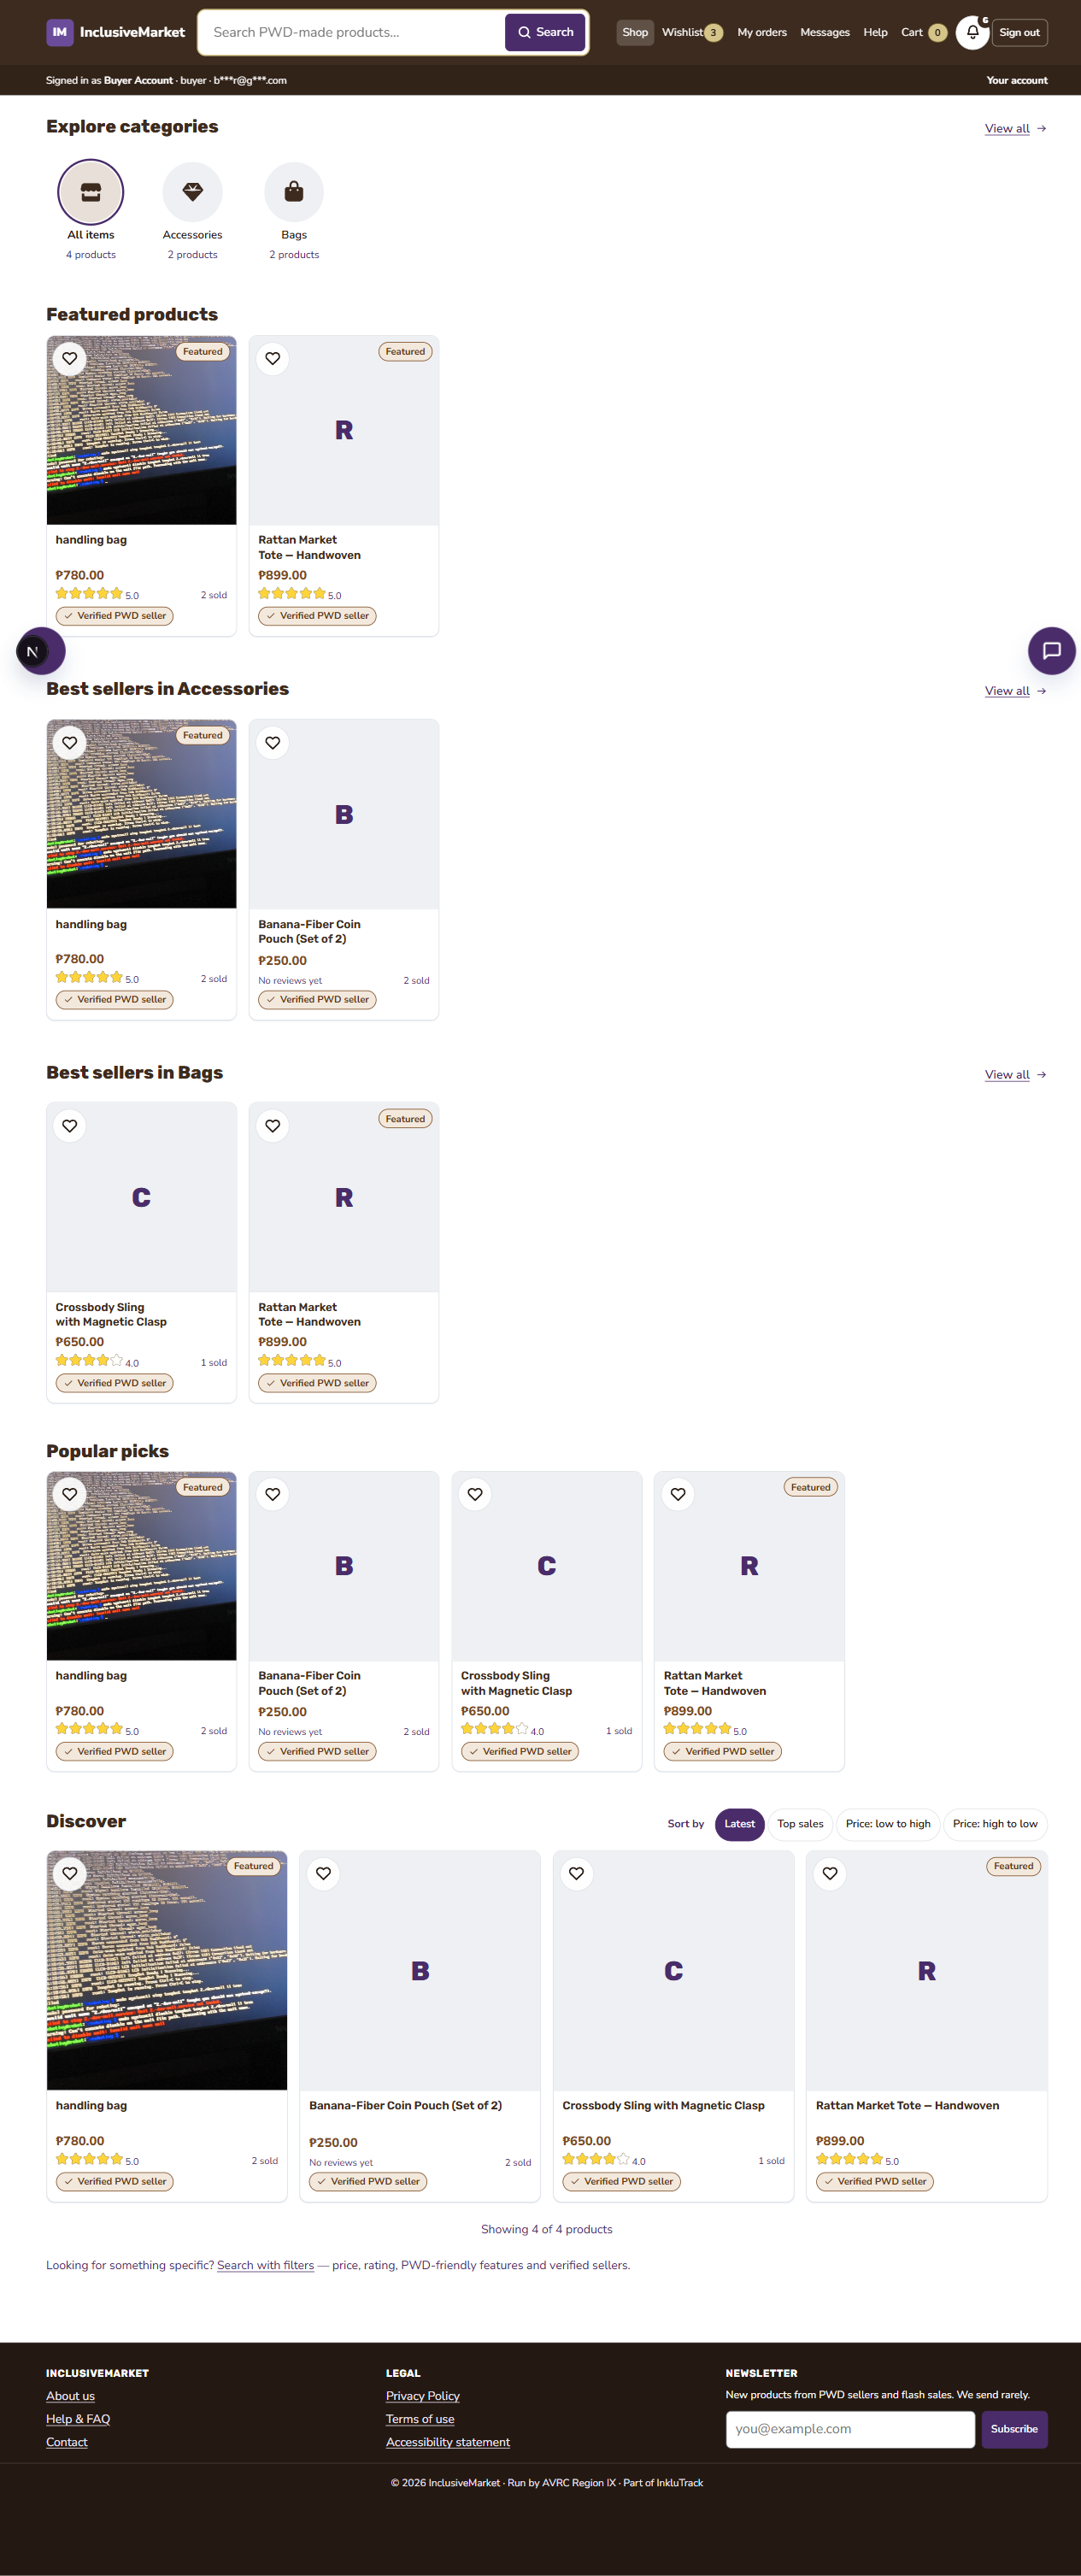 IM InclusiveMarket
Search PWD-made products...
Search
Shop
Wishlist 3
My orders
Messages
Help
Cart 0
6
Sign out
Signed in as Buyer Account · buyer · b***r@g***.com
Your account
Explore categories
View all →
All items
4 products
Accessories
2 products
Bags
2 products
Featured products
Featured
handling bag
₱780.00
5.0
2 sold
✓ Verified PWD seller
Featured
R
Rattan Market
Tote — Handwoven
₱899.00
5.0
✓ Verified PWD seller
N
Best sellers in Accessories
View all →
Featured
handling bag
₱780.00
5.0
2 sold
✓ Verified PWD seller
B
Banana-Fiber Coin
Pouch (Set of 2)
₱250.00
No reviews yet
2 sold
✓ Verified PWD seller
Best sellers in Bags
View all →
C
Crossbody Sling
with Magnetic Clasp
₱650.00
4.0
1 sold
✓ Verified PWD seller
Featured
R
Rattan Market
Tote — Handwoven
₱899.00
5.0
✓ Verified PWD seller
Popular picks
Featured
handling bag
₱780.00
5.0
2 sold
✓ Verified PWD seller
B
Banana-Fiber Coin
Pouch (Set of 2)
₱250.00
No reviews yet
2 sold
✓ Verified PWD seller
C
Crossbody Sling
with Magnetic Clasp
₱650.00
4.0
1 sold
✓ Verified PWD seller
Featured
R
Rattan Market
Tote — Handwoven
₱899.00
5.0
✓ Verified PWD seller
Discover
Sort by
Latest
Top sales
Price: low to high
Price: high to low
Featured
handling bag
₱780.00
5.0
2 sold
✓ Verified PWD seller
B
Banana-Fiber Coin Pouch (Set of 2)
₱250.00
No reviews yet
2 sold
✓ Verified PWD seller
C
Crossbody Sling with Magnetic Clasp
₱650.00
4.0
1 sold
✓ Verified PWD seller
Featured
R
Rattan Market Tote — Handwoven
₱899.00
5.0
✓ Verified PWD seller
Showing 4 of 4 products
Looking for something specific? Search with filters — price, rating, PWD-friendly features and verified sellers.
INCLUSIVEMARKET
About us
Help & FAQ
Contact
LEGAL
Privacy Policy
Terms of use
Accessibility statement
NEWSLETTER
New products from PWD sellers and flash sales. We send rarely.
you@example.com
Subscribe
© 2026 InclusiveMarket · Run by AVRC Region IX · Part of InkluTrack